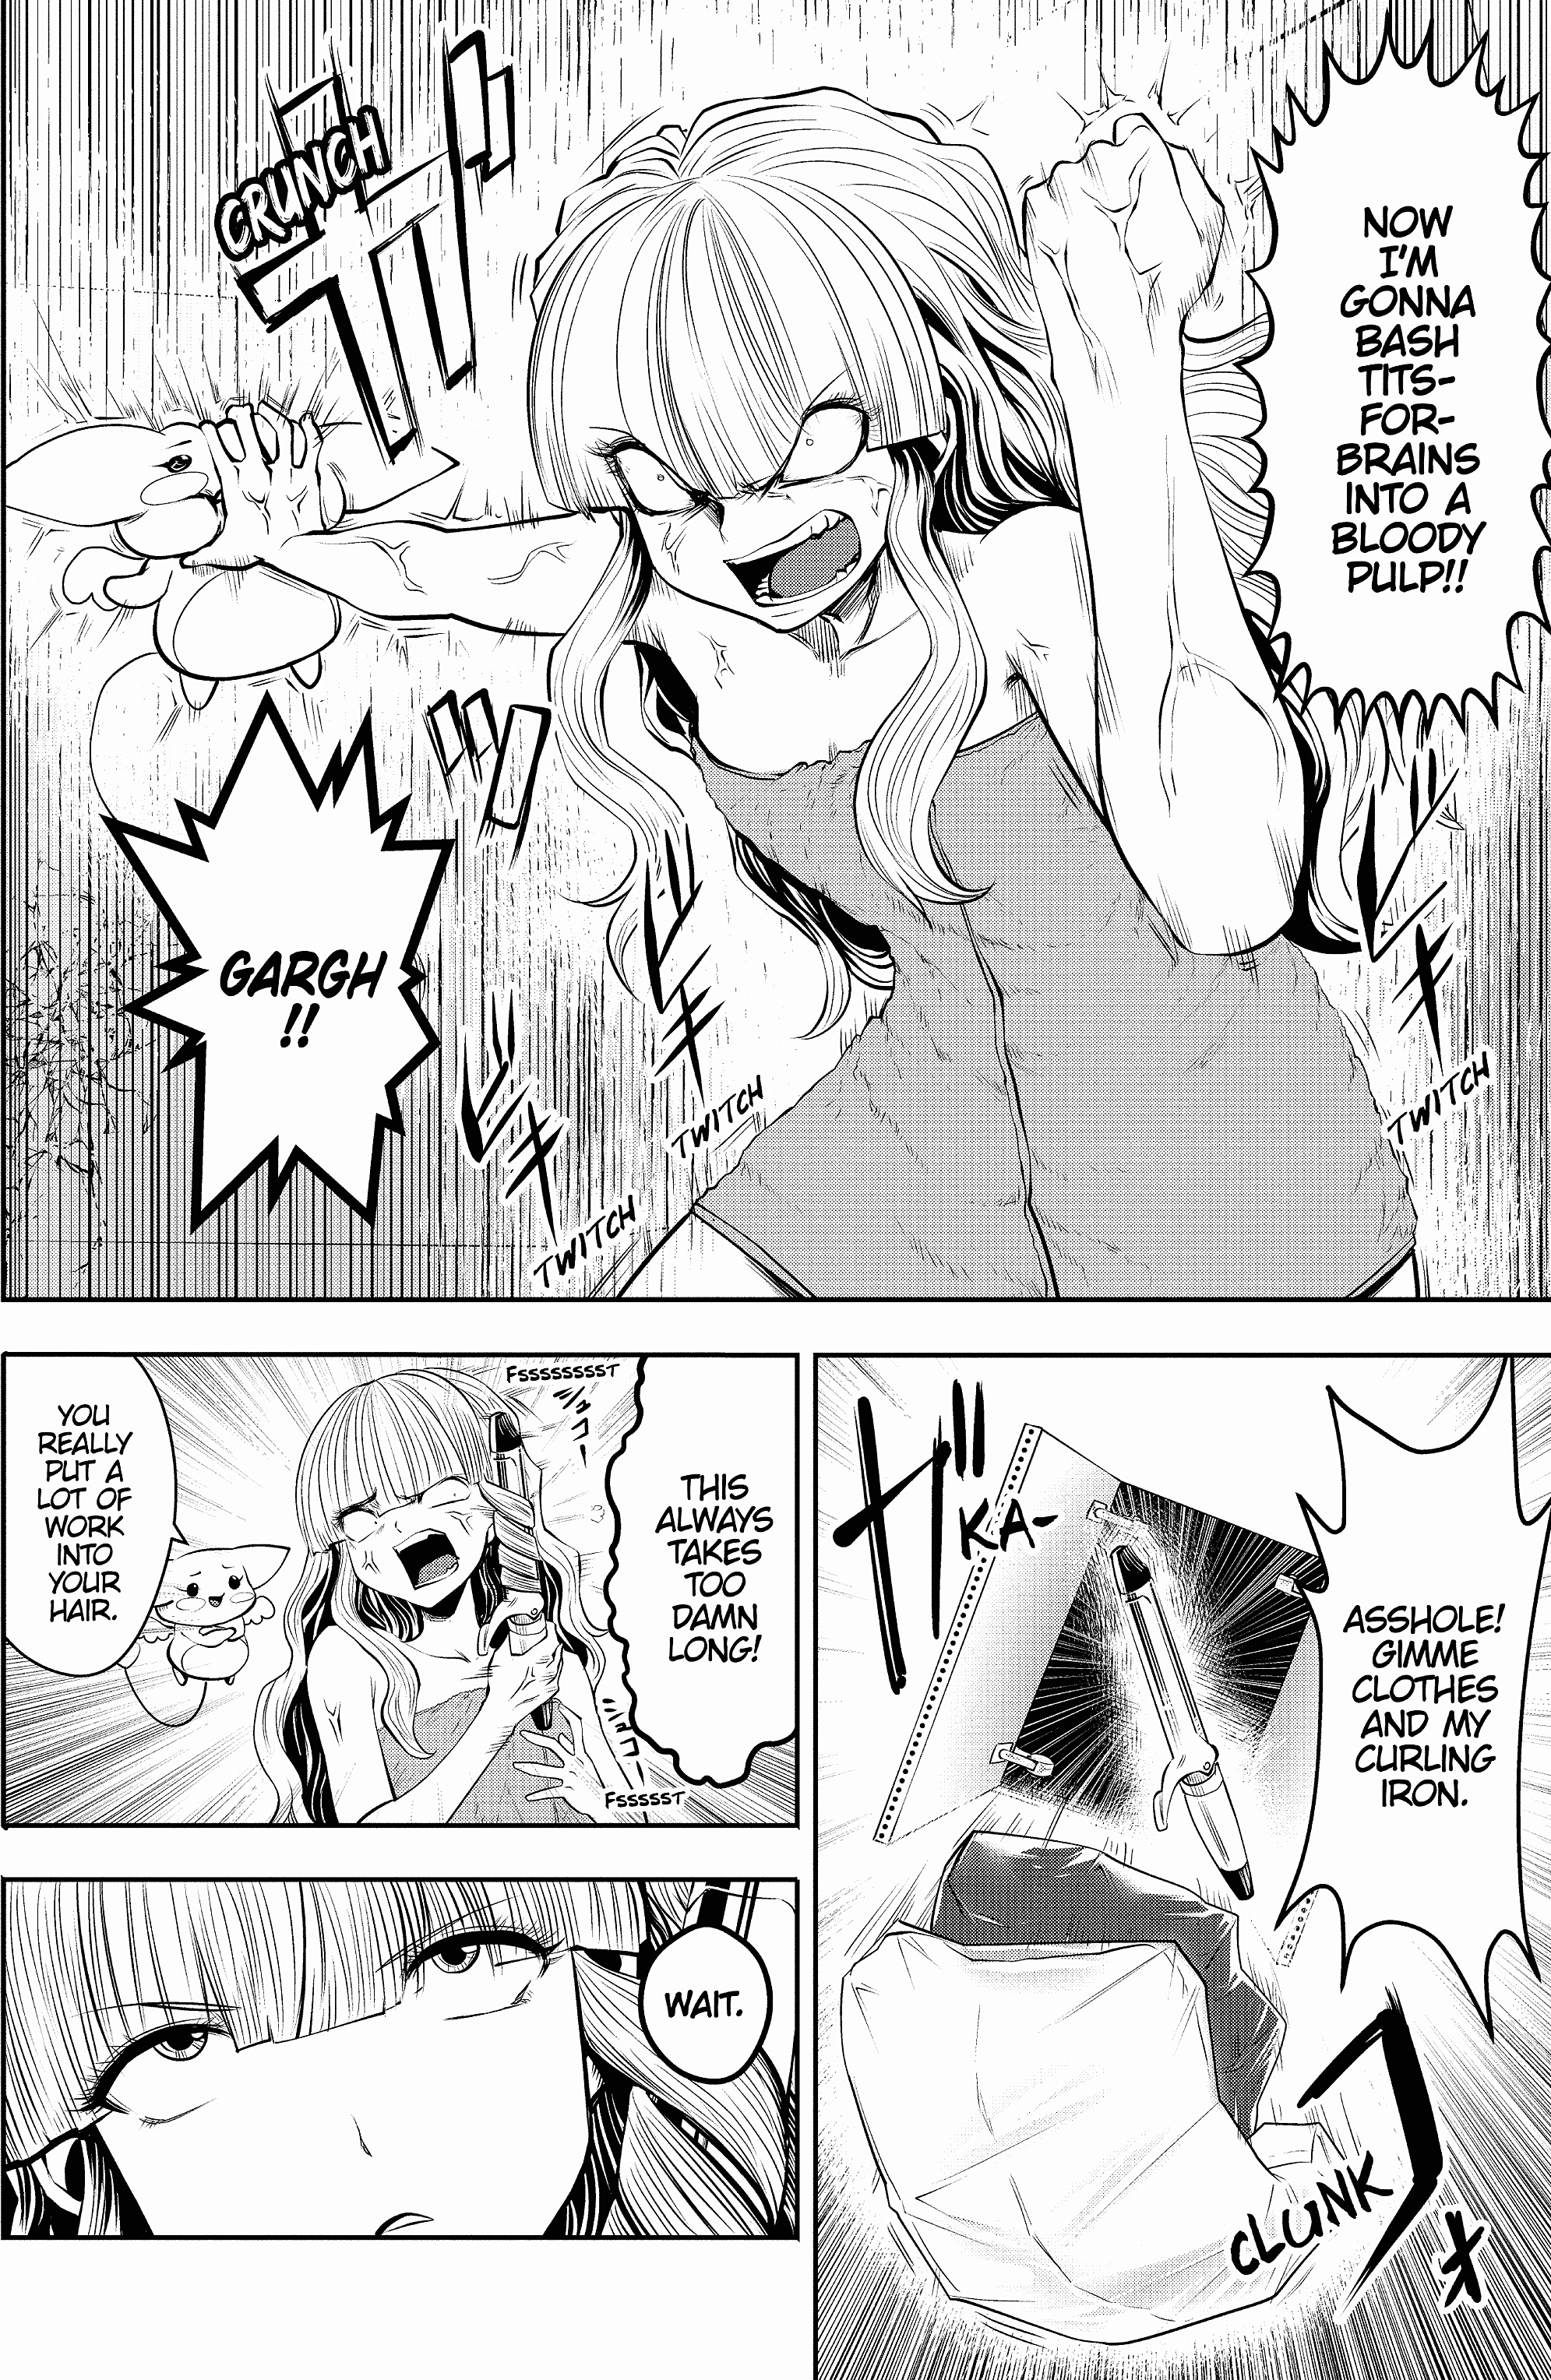 NOW
I'M
GONNA
BASH
TITS-
FOR-
BRAINS
INTO A
BLOODY
PULP!!
CRUNCH
GARGH
!!
TWITCH
TWITCH
TWITCH
ASSHOLE!
GIMME
CLOTHES
AND MY
CURLING
IRON.
KA-
CLUNK
THIS
ALWAYS
TAKES
TOO
DAMN
LONG!
FSSSSSSSST
FSSSSST
YOU
REALLY
PUT A
LOT OF
WORK
INTO
YOUR
HAIR.
WAIT.